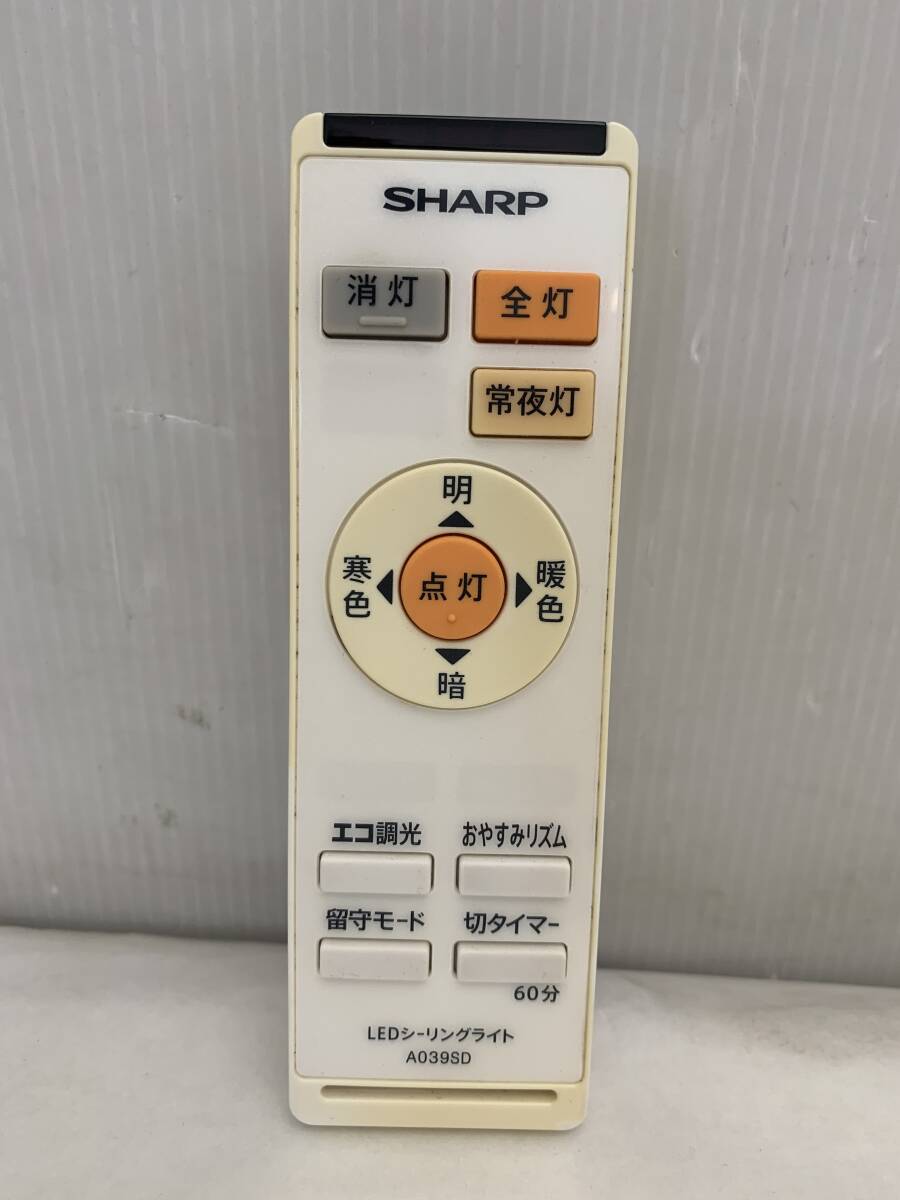 SHARP
消灯 全灯
常夜灯
明
寒色 点灯 暖色
暗
エコ調光 おやすみリズム
留守モード 切タイマー
60分
LEDシーリングライト
A039SD